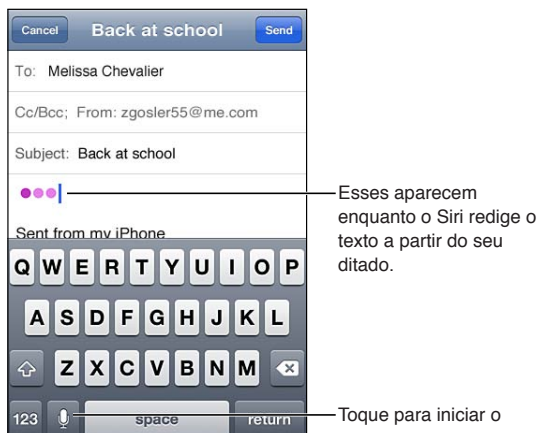 Cancel Back at school Send
To: Melissa Chevalier
Cc/Bcc; From: zgosler55@me.com
Subject: Back at school
Esses aparecem
enquanto o Siri redige o
texto a partir do seu
ditado.
Sent from my iPhone
Q W E R T Y U I O P
A S D F G H J K L
Z X C V B N M
123 space return
Toque para iniciar o